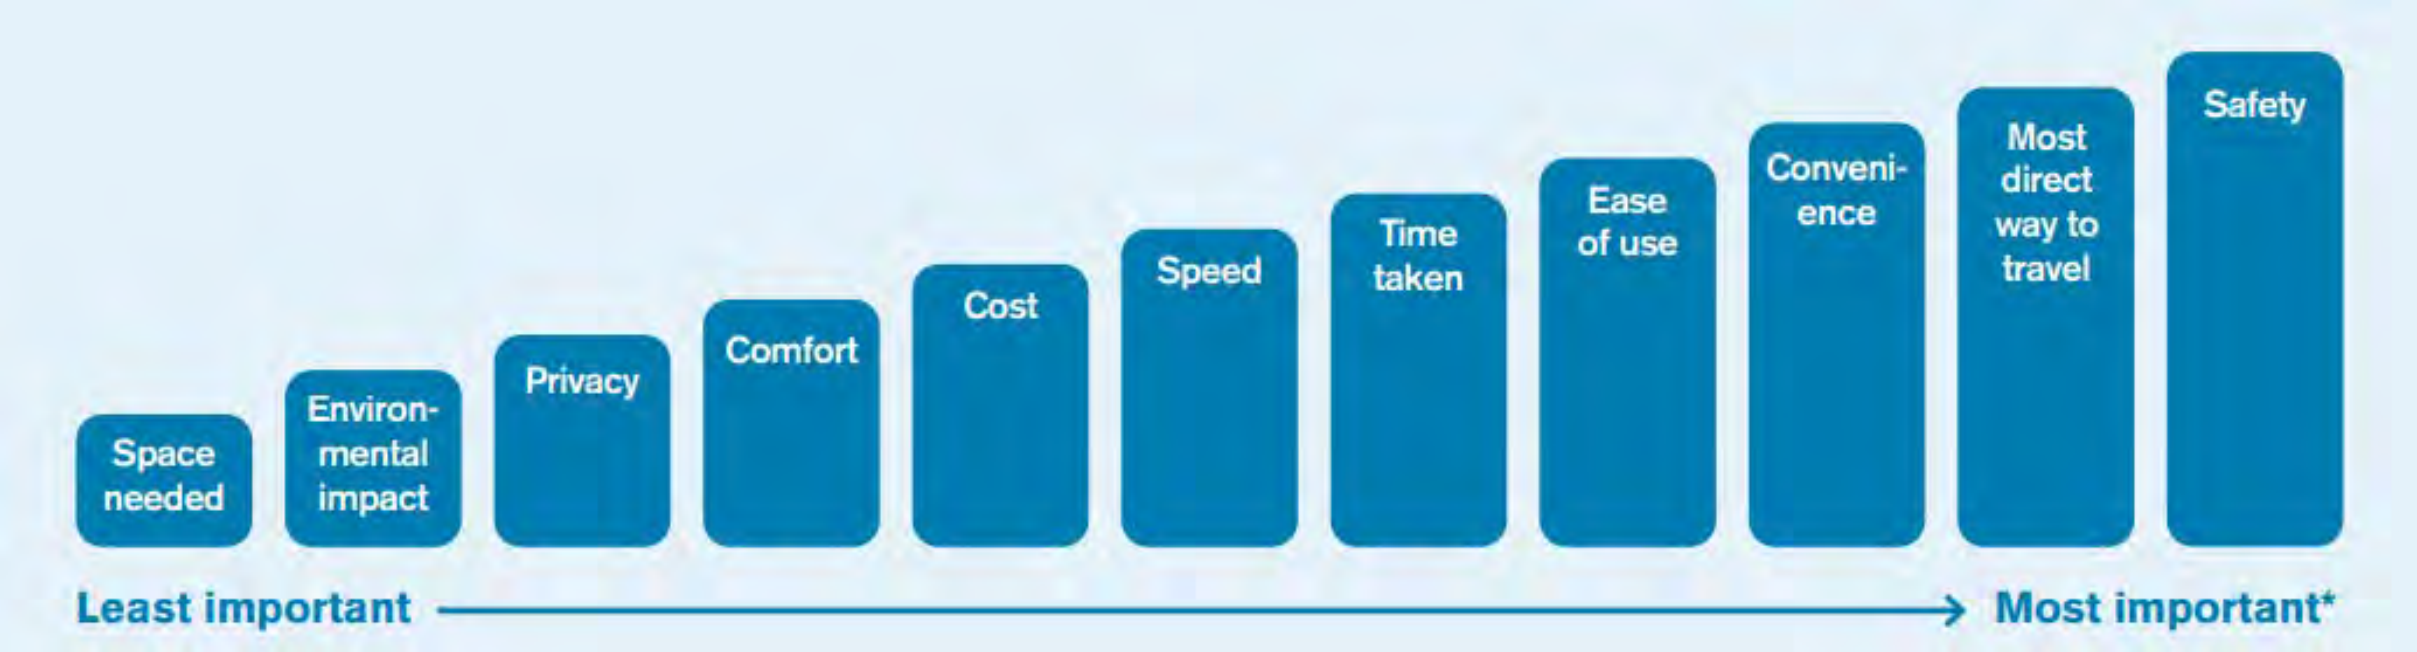 Space
needed
Environ-
mental
impact
Privacy
Comfort
Cost
Speed
Time
taken
Ease
of use
Conveni-
ence
Most
direct
way to
travel
Safety
Least important
Most important*